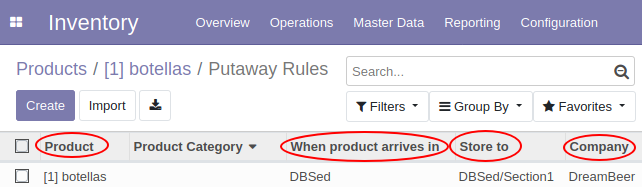 Inventory Overview Operations Master Data Reporting Configuration
Products / [1] botellas / Putaway Rules
Search...
Create Import Filters Group By Favorites
Product Product Category When product arrives in Store to Company
[1] botellas DBSed DBSed/Section1 DreamBeer